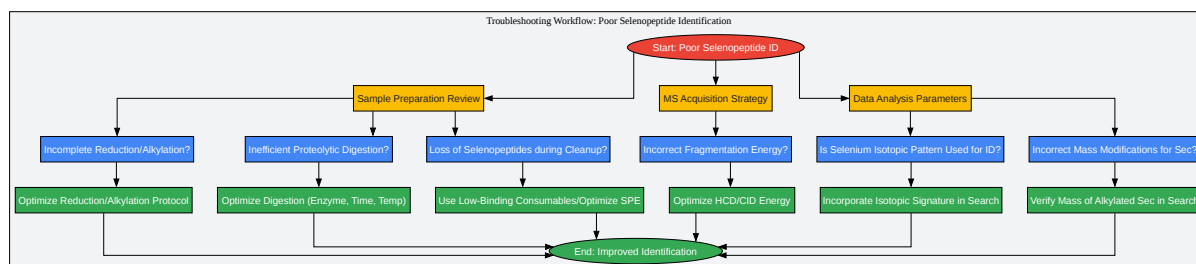 Troubleshooting Workflow: Poor Selenopeptide Identification
Start: Poor Selenopeptide ID
Sample Preparation Review
MS Acquisition Strategy
Data Analysis Parameters
Incomplete Reduction/Alkylation?
Inefficient Proteolytic Digestion?
Loss of Selenopeptides during Cleanup?
Incorrect Fragmentation Energy?
Is Selenium Isotopic Pattern Used for ID?
Incorrect Mass Modifications for Sec?
Optimize Reduction/Alkylation Protocol
Optimize Digestion (Enzyme, Time, Temp)
Use Low-Binding Consumables/Optimize SPE
Optimize HCD/CID Energy
Incorporate Isotopic Signature in Search
Verify Mass of Alkylated Sec in Search
End: Improved Identification